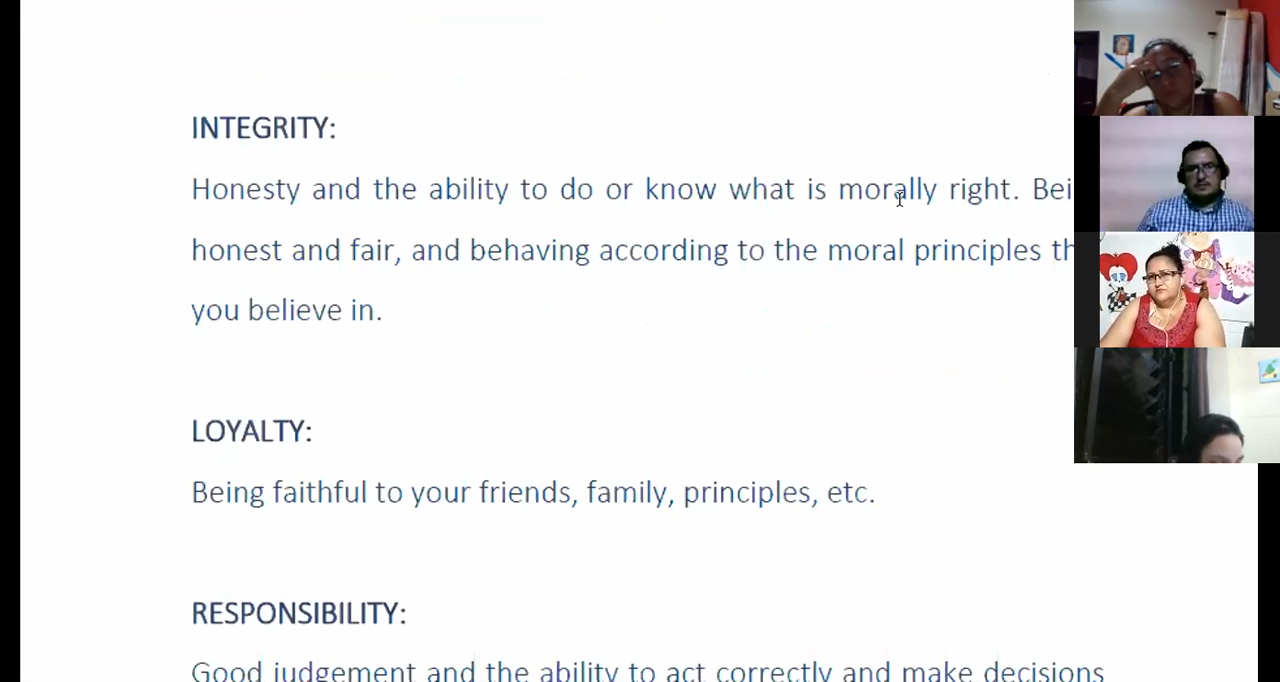 INTEGRITY:
Honesty and the ability to do or know what is morally right.
honest and fair, and behaving according to the moral principles
you believe in.
LOYALTY:
Being faithful to your friends, family, principles, etc.
RESPONSIBILITY:
Good judgement and the ability to act correctly and make decisions